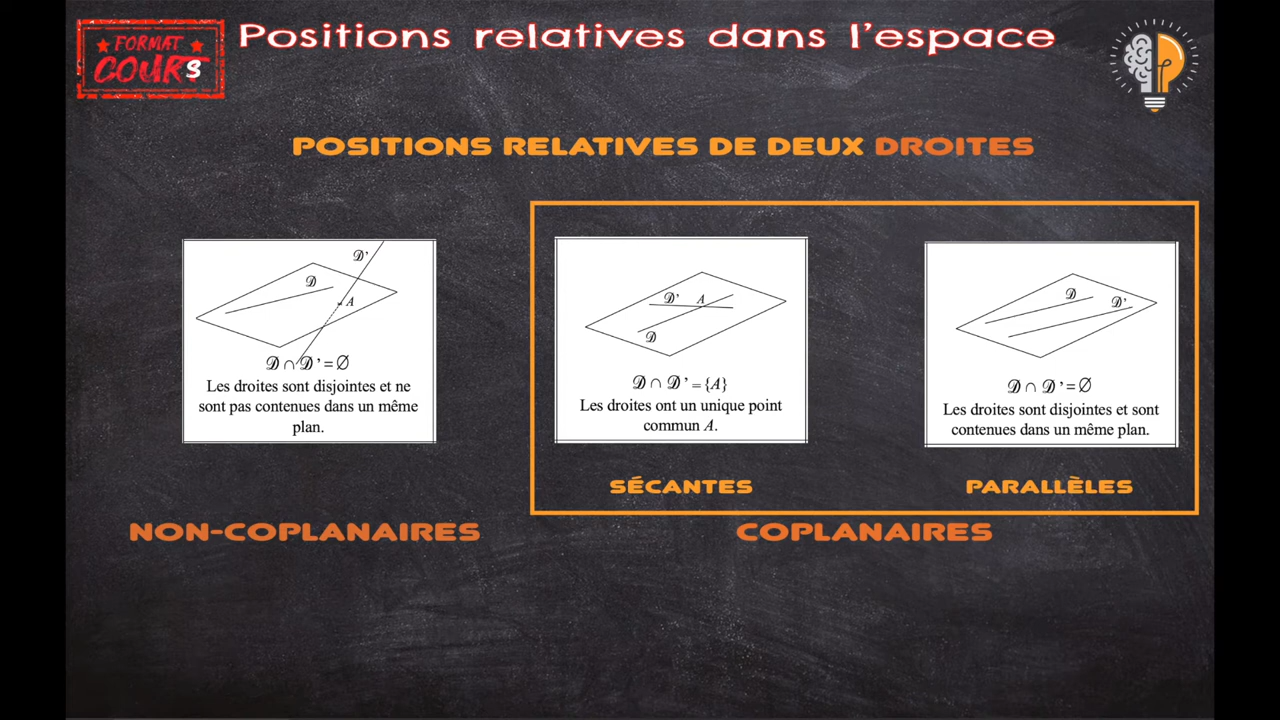 FORMAT
COURS
Positions relatives dans l'espace
POSITIONS RELATIVES DE DEUX DROITES
𝒟'
𝒟
A
𝒟 ∩ 𝒟' = ∅
Les droites sont disjointes et ne
sont pas contenues dans un même
plan.
𝒟' A
𝒟
𝒟 ∩ 𝒟' = {A}
Les droites ont un unique point
commun A.
𝒟 𝒟'
𝒟 ∩ 𝒟' = ∅
Les droites sont disjointes et sont
contenues dans un même plan.
SÉCANTES
PARALLÈLES
NON-COPLANAIRES
COPLANAIRES